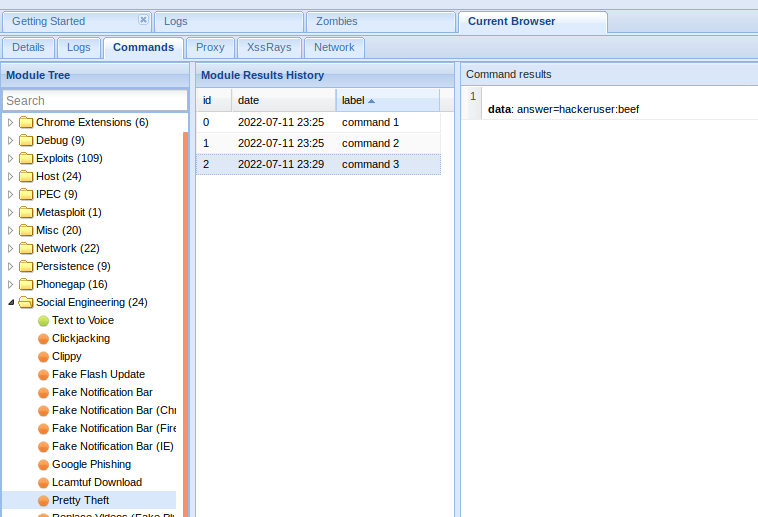 Getting Started Logs Zombies Current Browser
Details Logs Commands Proxy XssRays Network
Module Tree
Search
Chrome Extensions (6)
Debug (9)
Exploits (109)
Host (24)
IPEC (9)
Metasploit (1)
Misc (20)
Network (22)
Persistence (9)
Phonegap (16)
Social Engineering (24)
Text to Voice
Clickjacking
Clippy
Fake Flash Update
Fake Notification Bar
Fake Notification Bar (Chr
Fake Notification Bar (Fire
Fake Notification Bar (IE)
Google Phishing
Lcamtuf Download
Pretty Theft
Module Results History
id date label
0 2022-07-11 23:25 command 1
1 2022-07-11 23:25 command 2
2 2022-07-11 23:29 command 3
Command results
1
data: answer=hackeruser:beef